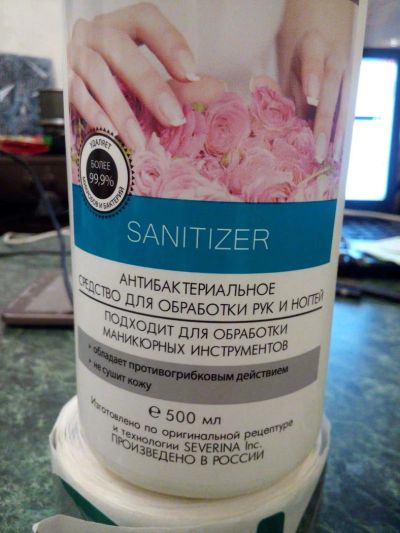 УДАЛЯЕТ
БОЛЕЕ
99,9%
И БАКТЕРИЙ
SANITIZER
АНТИБАКТЕРИАЛЬНОЕ
СРЕДСТВО ДЛЯ ОБРАБОТКИ РУК И НОГТЕЙ
ПОДХОДИТ ДЛЯ ОБРАБОТКИ
МАНИКЮРНЫХ ИНСТРУМЕНТОВ
обладает противогрибковым действием
не сушит кожу
℮ 500 мл
Изготовлено по оригинальной рецептуре
и технологии SEVERINA Inc.
ПРОИЗВЕДЕНО В РОССИИ